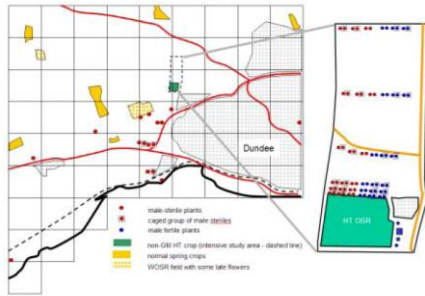 Dundee
HT OSR
male-sterile plants
caged group of male steriles
male fertile plants
non-GM HT crop (intensive study area - dashed line)
normal spring crops
WOSR field with some late flowers